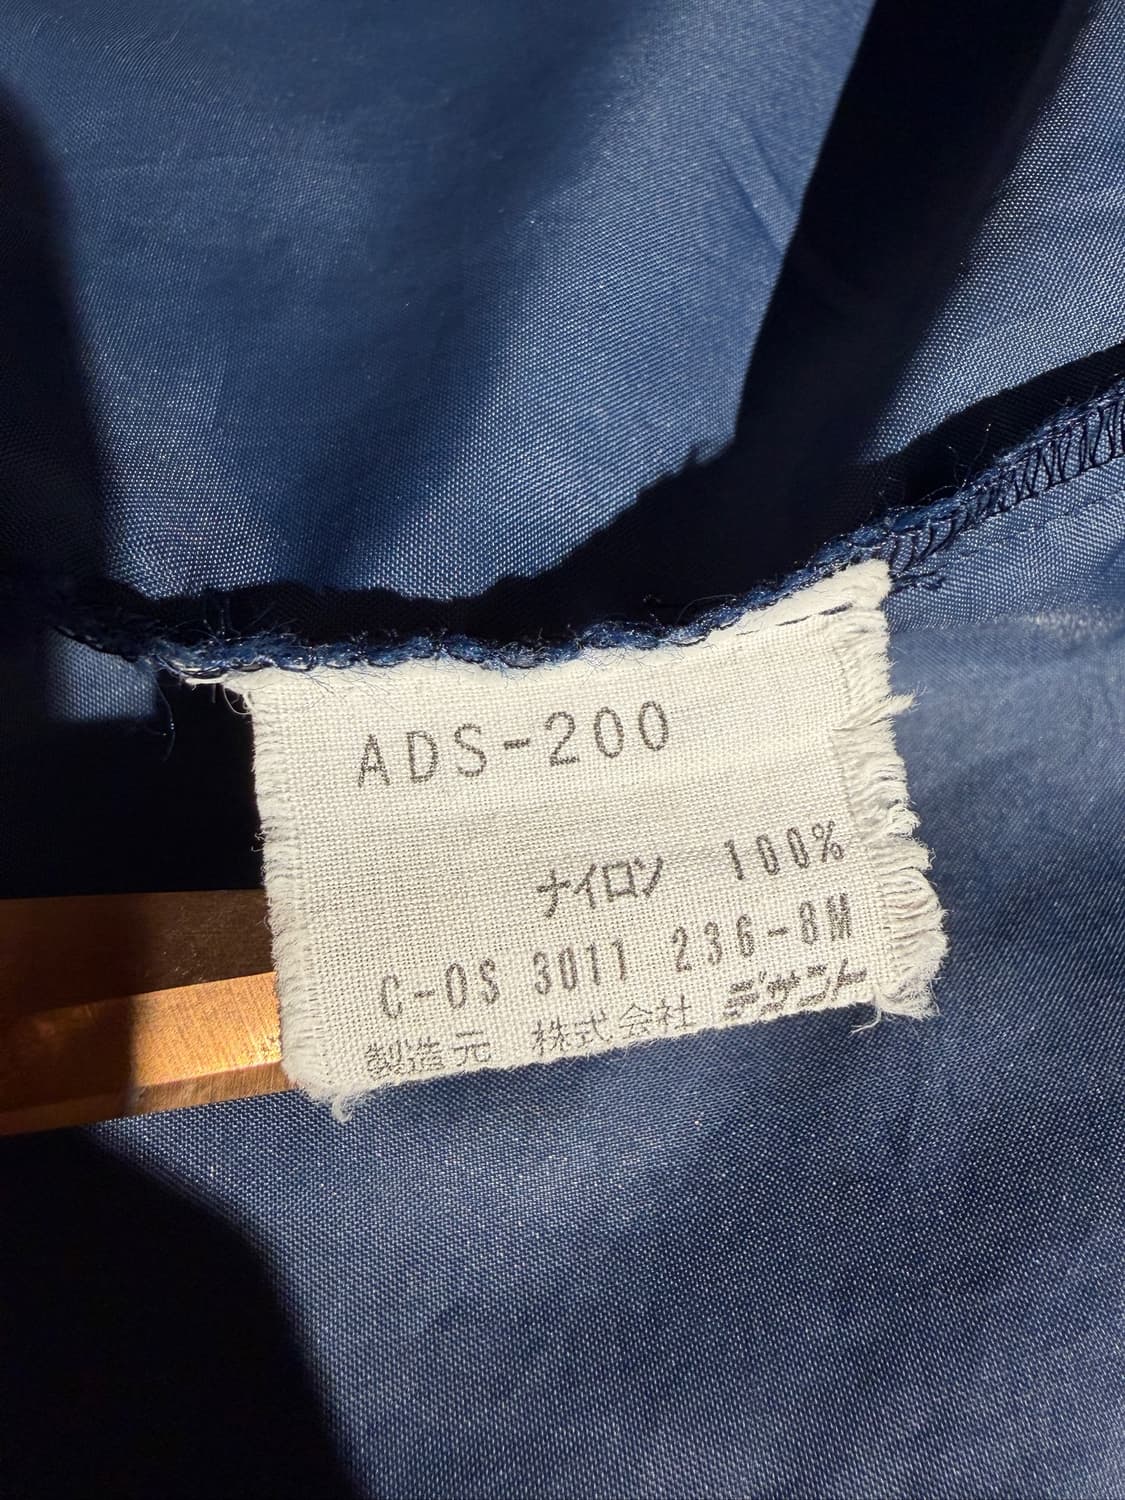 ADS-200
ナイロン 100%
C-OS 3011 236-8M
製造元 株式会社 デサント